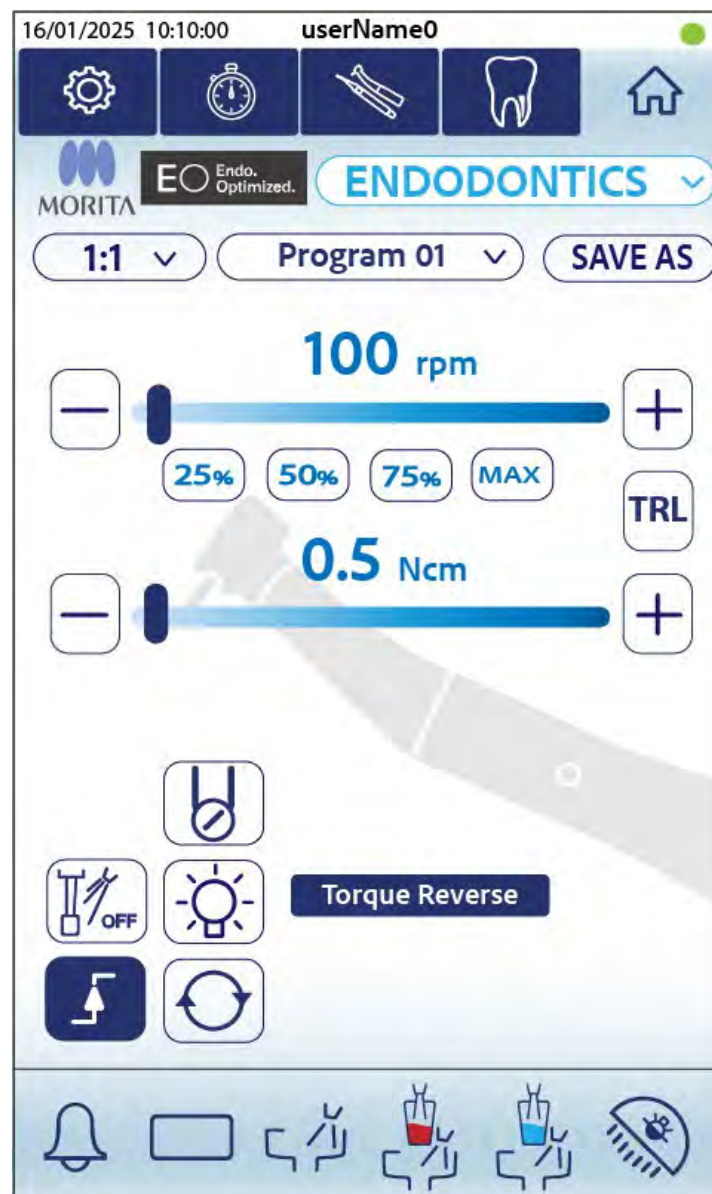 16/01/2025 10:10:00 userName0
MORITA
EO Endo. Optimized.
ENDODONTICS
1:1 Program 01 SAVE AS
100 rpm
25% 50% 75% MAX
TRL
0.5 Ncm
OFF
Torque Reverse